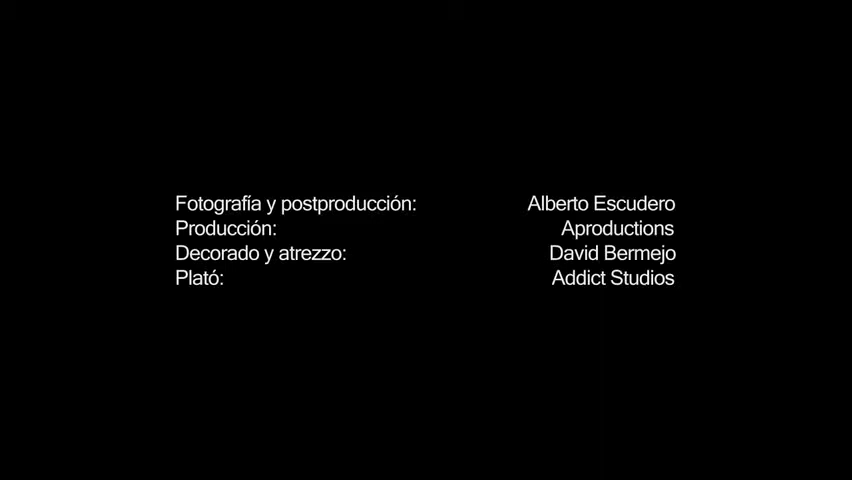 Fotografía y postproducción: Alberto Escudero
Producción: Aproductions
Decorado y atrezzo: David Bermejo
Plató: Addict Studios